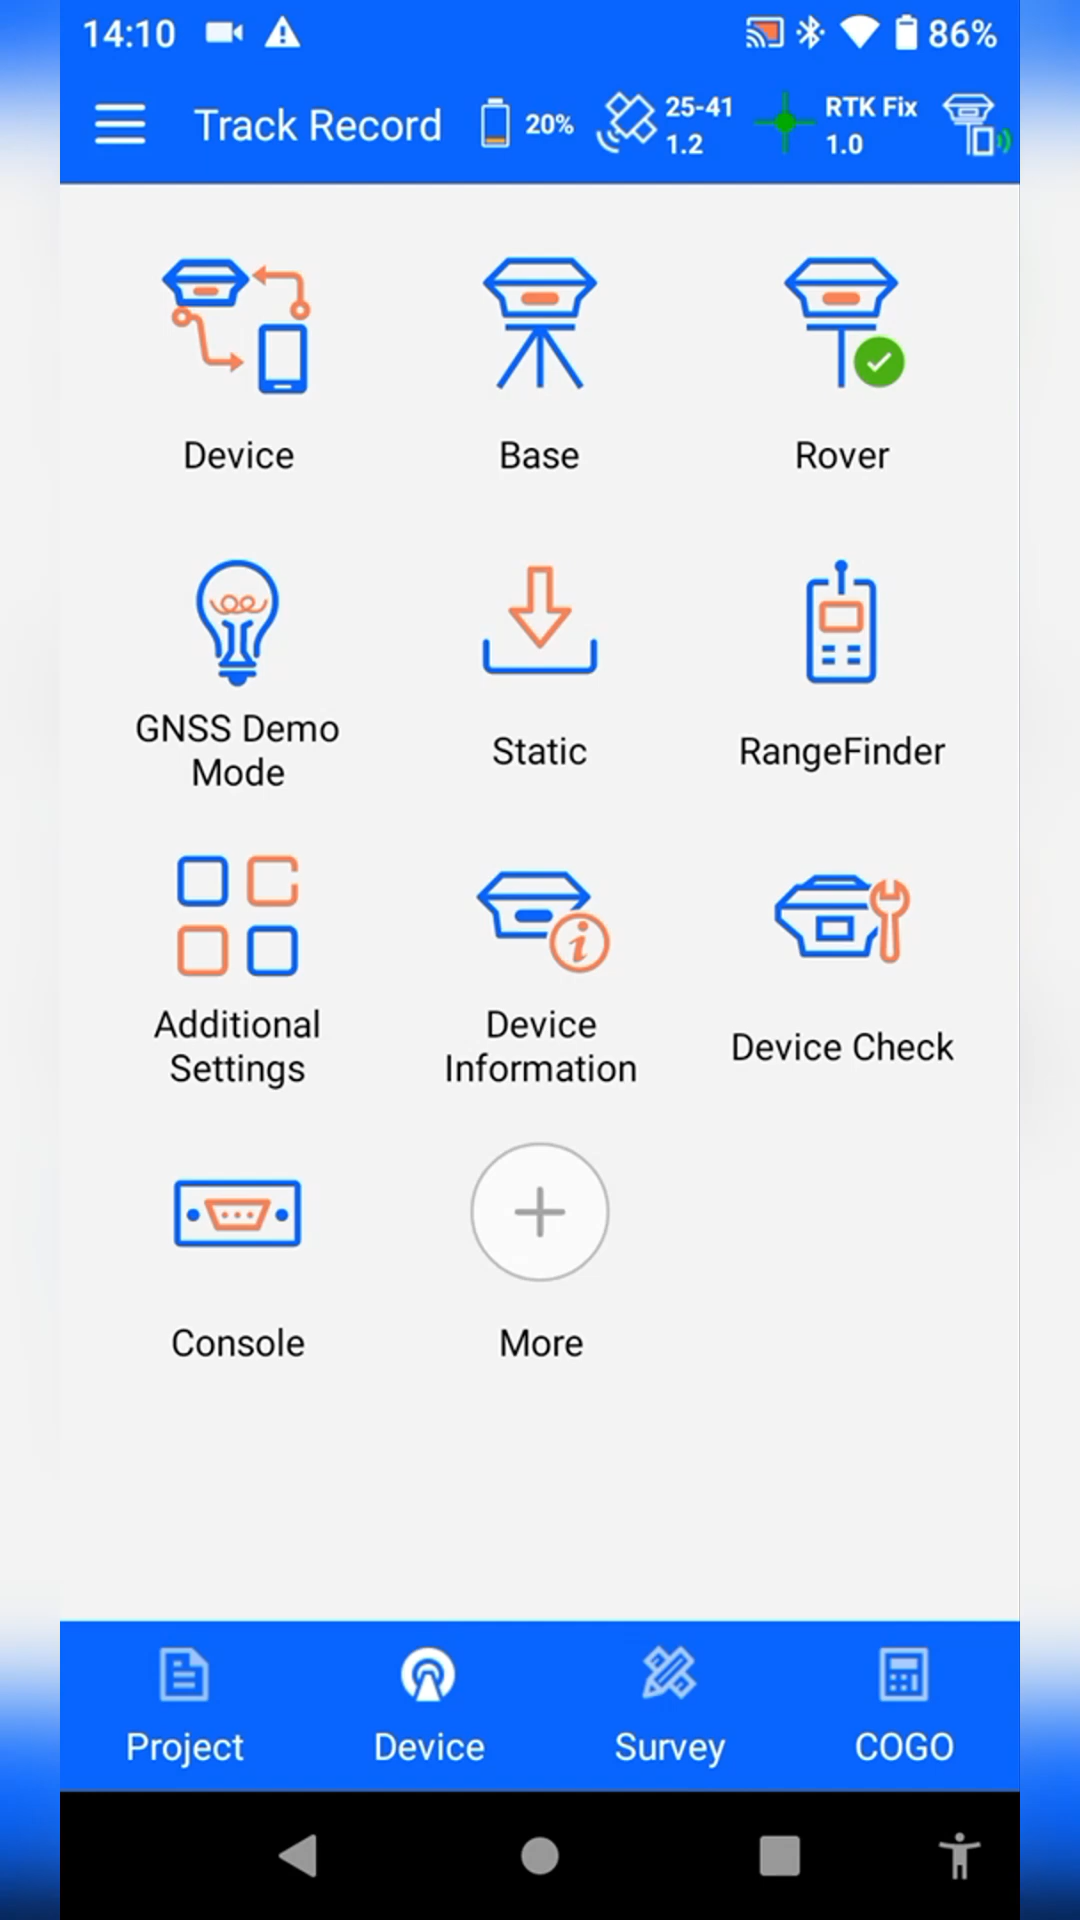 14:10 86%
Track Record 20% 25-41 RTK Fix
1.2 1.0
Device Base Rover
GNSS Demo
Mode
Static RangeFinder
Additional
Settings
Device
Information
Device Check
Console More
Project Device Survey COGO